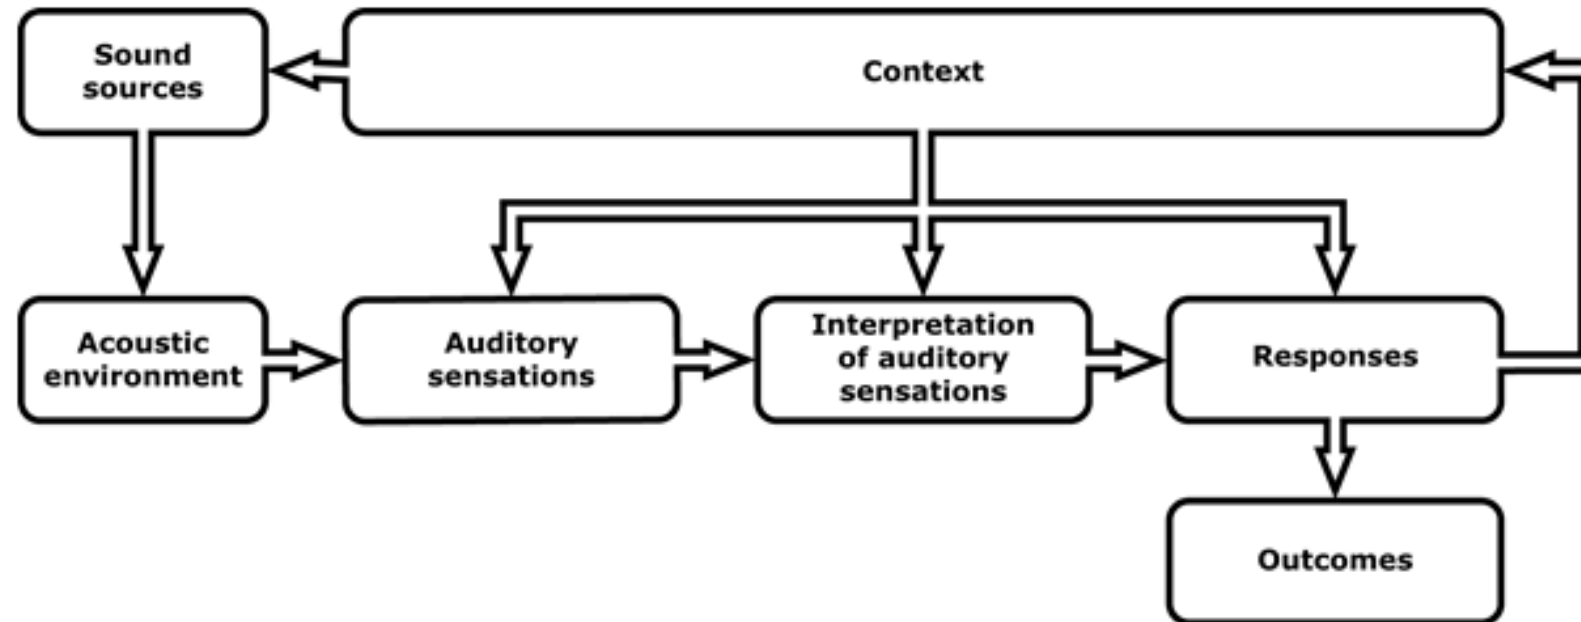 Sound
sources
Context
Acoustic
environment
Auditory
sensations
Interpretation
of auditory
sensations
Responses
Outcomes